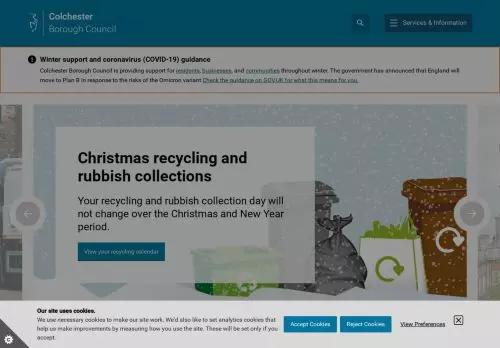 Colchester
Borough Council
Services & Information
Winter support and coronavirus (COVID-19) guidance
Colchester Borough Council is providing support for residents, businesses, and communities throughout winter. The government has announced that England will
move to Plan B in response to the risks of the Omicron variant Check the guidance on GOV.UK for what this means for you.
Christmas recycling and
rubbish collections
Your recycling and rubbish collection day will
not change over the Christmas and New Year
period.
View your recycling calendar
Our site uses cookies.
We use necessary cookies to make our site work. We'd also like to set analytics cookies that
help us make improvements by measuring how you use the site. These will be set only if you
accept.
Accept Cookies
Reject Cookies
View Preferences